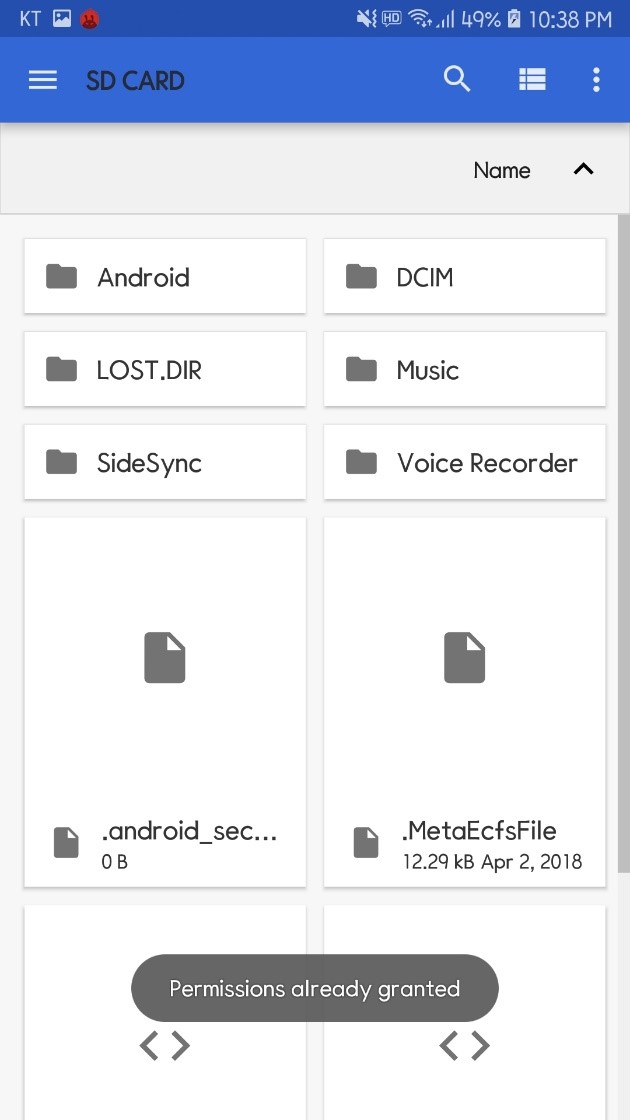 KT HD 49% 10:38 PM
SD CARD
Name
Android
DCIM
LOST.DIR
Music
SideSync
Voice Recorder
.android_sec...
0 B
.MetaEcfsFile
12.29 kB Apr 2, 2018
Permissions already granted